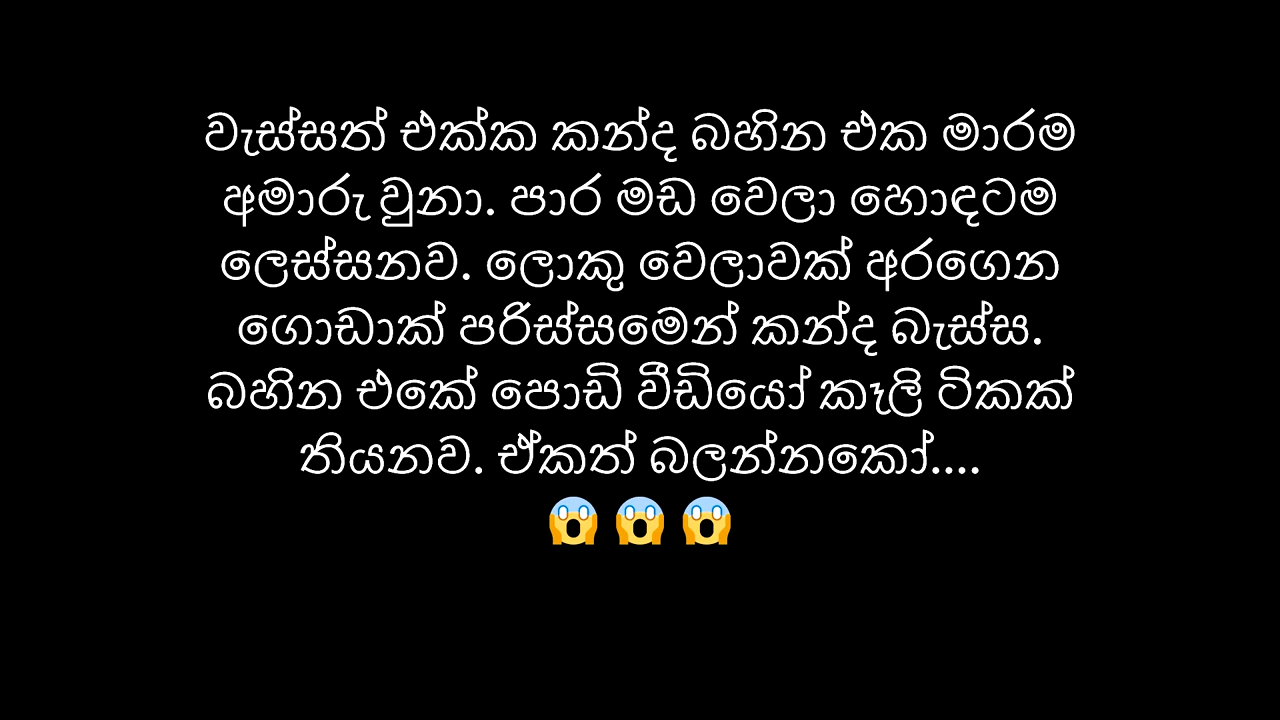 වැස්සත් එක්ක කන්ද බහින එක මාරම
අමාරු වුනා. පාර මඩ වෙලා හොඳටම
ලෙස්සනව. ලොකු වෙලාවක් අරගෙන
ගොඩාක් පරිස්සමෙන් කන්ද බැස්ස.
බහින එකේ පොඩි වීඩියෝ කෑලි ටිකක්
තියනව. ඒකත් බලන්නකෝ....
😱 😱 😱